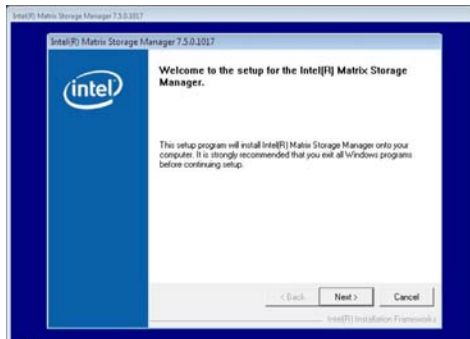 Intel(R) Matrix Storage Manager 7.5.0.1017
Intel(R) Matrix Storage Manager 7.5.0.1017
intel
Welcome to the setup for the Intel(R) Matrix Storage
Manager.
This setup program will install Intel(R) Matrix Storage Manager onto your
computer. It is strongly recommended that you exit all Windows programs
before continuing setup.
< Back
Next >
Cancel
Intel(R) Installation Framework